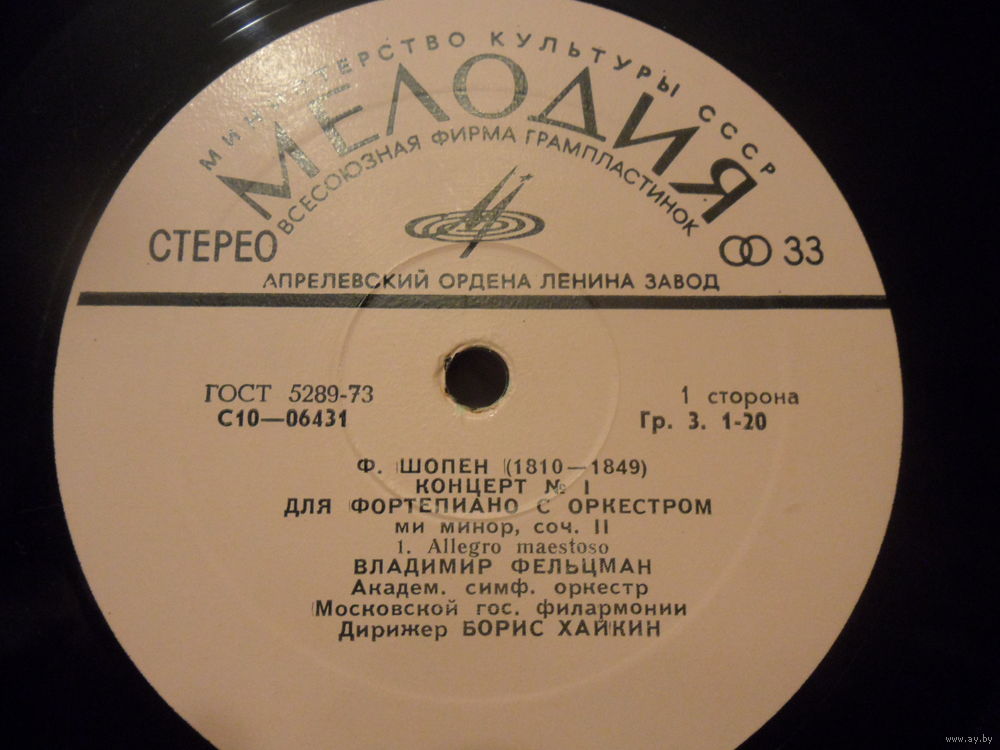 МИНИСТЕРСТВО КУЛЬТУРЫ СССР
МЕЛОДИЯ
ВСЕСОЮЗНАЯ ФИРМА ГРАМПЛАСТИНОК
СТЕРЕО
33
АПРЕЛЕВСКИЙ ОРДЕНА ЛЕНИНА ЗАВОД
ГОСТ 5289-73
С10—06431
1 сторона
Гр. 3. 1-20
Ф. ШОПЕН (1810—1849)
КОНЦЕРТ № I
ДЛЯ ФОРТЕПИАНО С ОРКЕСТРОМ
ми минор, соч. II
1. Allegro maestoso
ВЛАДИМИР ФЕЛЬЦМАН
Академ. симф. оркестр
Московской гос. филармонии
Дирижер БОРИС ХАЙКИН
www.ay.by